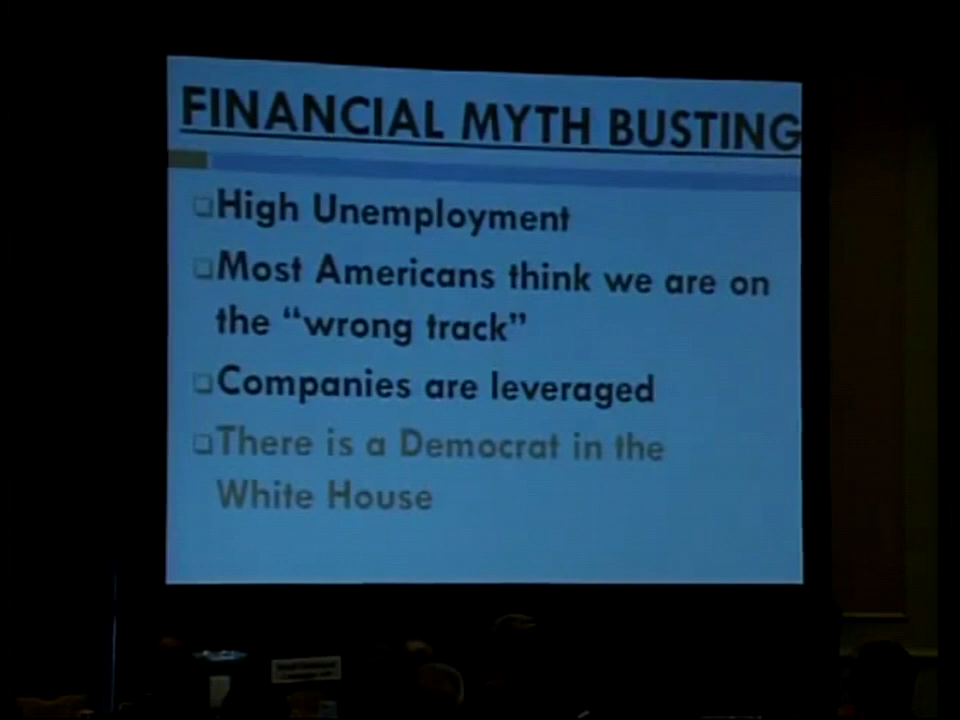 FINANCIAL MYTH BUSTING
High Unemployment
Most Americans think we are on
the “wrong track”
Companies are leveraged
There is a Democrat in the
White House